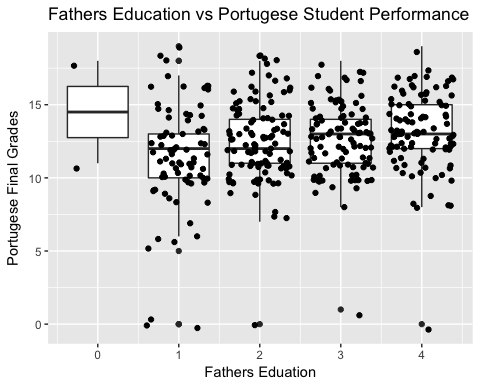 Fathers Education vs Portugese Student Performance
Portugese Final Grades
15
10
5
0
0 1 2 3 4
Fathers Eduation